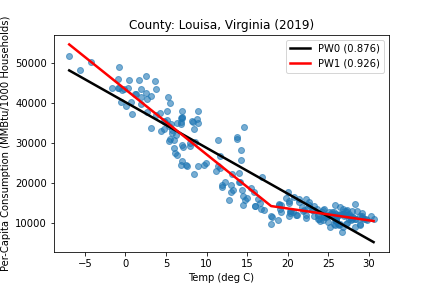 County: Louisa, Virginia (2019)
Per-Capita Consumption (MMBtu/1000 Households)
50000
40000
30000
20000
10000
PW0 (0.876)
PW1 (0.926)
−5 0 5 10 15 20 25 30
Temp (deg C)